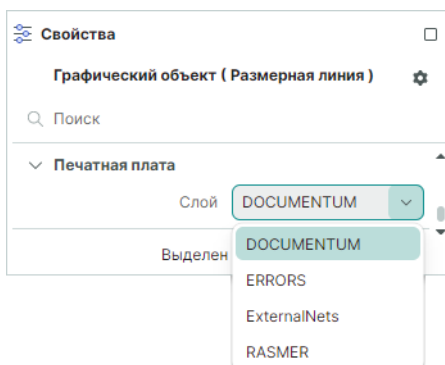 Свойства
Графический объект ( Размерная линия )
Поиск
Печатная плата
Слой DOCUMENTUM
DOCUMENTUM
Выделен
ERRORS
ExternalNets
RASMER